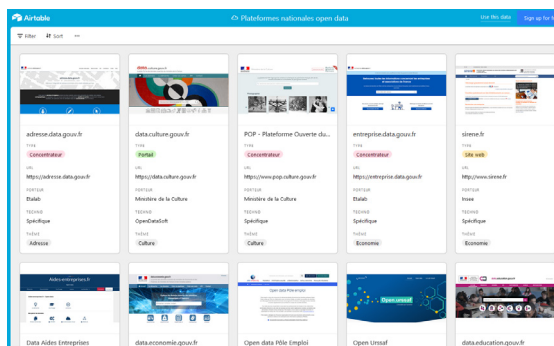 Airtable
Plateformes nationales open data
Use this data
Sign up for f
Filter
Sort
adresse.data.gouv.fr
TYPE
Concentrateur
URL
https://adresse.data.gouv.fr
PORTEUR
Etalab
TECHNO
Spécifique
THÈME
Adresse
data.culture.gouv.fr
TYPE
Portail
URL
https://data.culture.gouv.fr
PORTEUR
Ministère de la Culture
TECHNO
OpenDataSoft
THÈME
Culture
POP - Plateforme Ouverte du...
TYPE
Concentrateur
URL
https://www.pop.culture.gouv.fr
PORTEUR
Ministère de la Culture
TECHNO
Spécifique
THÈME
Culture
entreprise.data.gouv.fr
TYPE
Concentrateur
URL
https://entreprise.data.gouv.fr
PORTEUR
Etalab
TECHNO
Spécifique
THÈME
Economie
sirene.fr
TYPE
Site web
URL
http://www.sirene.fr
PORTEUR
Insee
TECHNO
Spécifique
THÈME
Economie
Aides-entreprises.fr
Data Aides Entreprises
data.economie.gouv.fr
Open data Pôle emploi
Open data Pôle Emploi
Open urssaf
Open Urssaf
data.education.gouv.fr